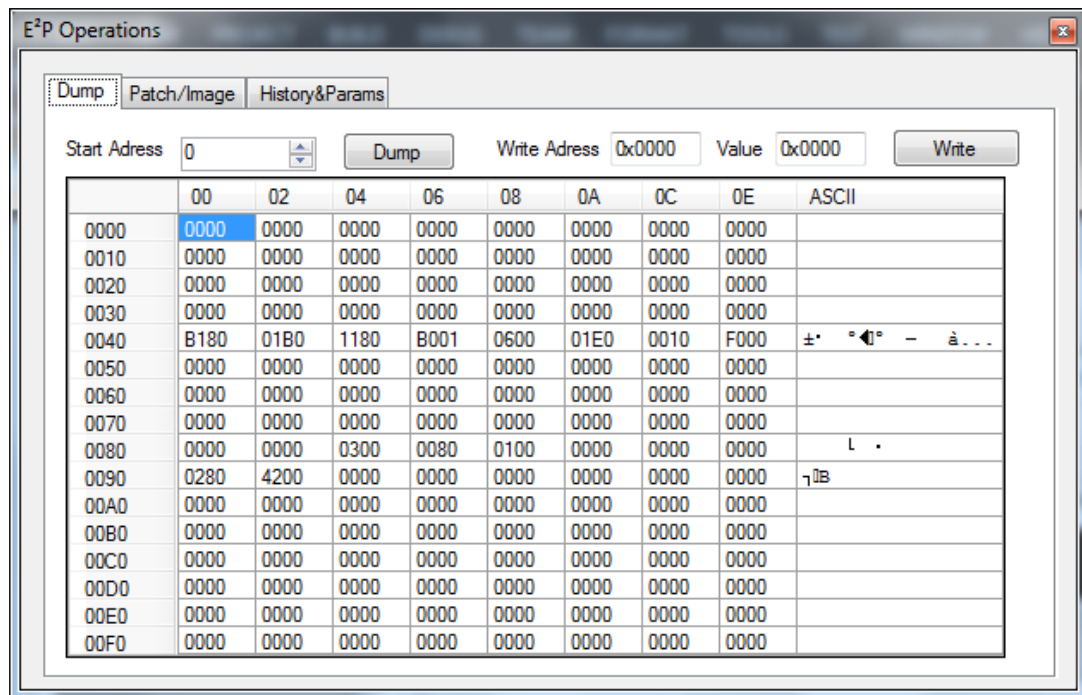 E²P Operations
Dump Patch/Image History&Params
Start Adress 0 Dump Write Adress 0x0000 Value 0x0000 Write
00 02 04 06 08 0A 0C 0E ASCII
0000 0000 0000 0000 0000 0000 0000 0000 0000
0010 0000 0000 0000 0000 0000 0000 0000 0000
0020 0000 0000 0000 0000 0000 0000 0000 0000
0030 0000 0000 0000 0000 0000 0000 0000 0000
0040 B180 01B0 1180 B001 0600 01E0 0010 F000 ±· °◀▯° – à...
0050 0000 0000 0000 0000 0000 0000 0000 0000
0060 0000 0000 0000 0000 0000 0000 0000 0000
0070 0000 0000 0000 0000 0000 0000 0000 0000
0080 0000 0000 0300 0080 0100 0000 0000 0000 └ ·
0090 0280 4200 0000 0000 0000 0000 0000 0000 ┐▯B
00A0 0000 0000 0000 0000 0000 0000 0000 0000
00B0 0000 0000 0000 0000 0000 0000 0000 0000
00C0 0000 0000 0000 0000 0000 0000 0000 0000
00D0 0000 0000 0000 0000 0000 0000 0000 0000
00E0 0000 0000 0000 0000 0000 0000 0000 0000
00F0 0000 0000 0000 0000 0000 0000 0000 0000